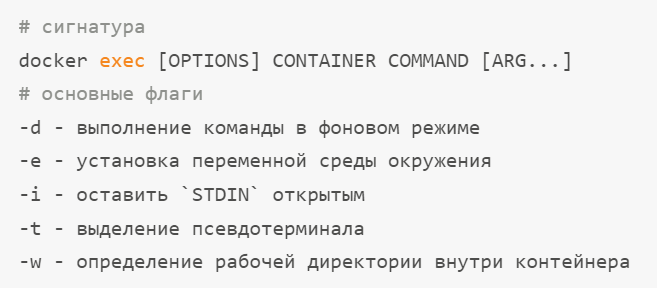 # сигнатура
docker exec [OPTIONS] CONTAINER COMMAND [ARG...]
# основные флаги
-d - выполнение команды в фоновом режиме
-e - установка переменной среды окружения
-i - оставить `STDIN` открытым
-t - выделение псевдотерминала
-w - определение рабочей директории внутри контейнера